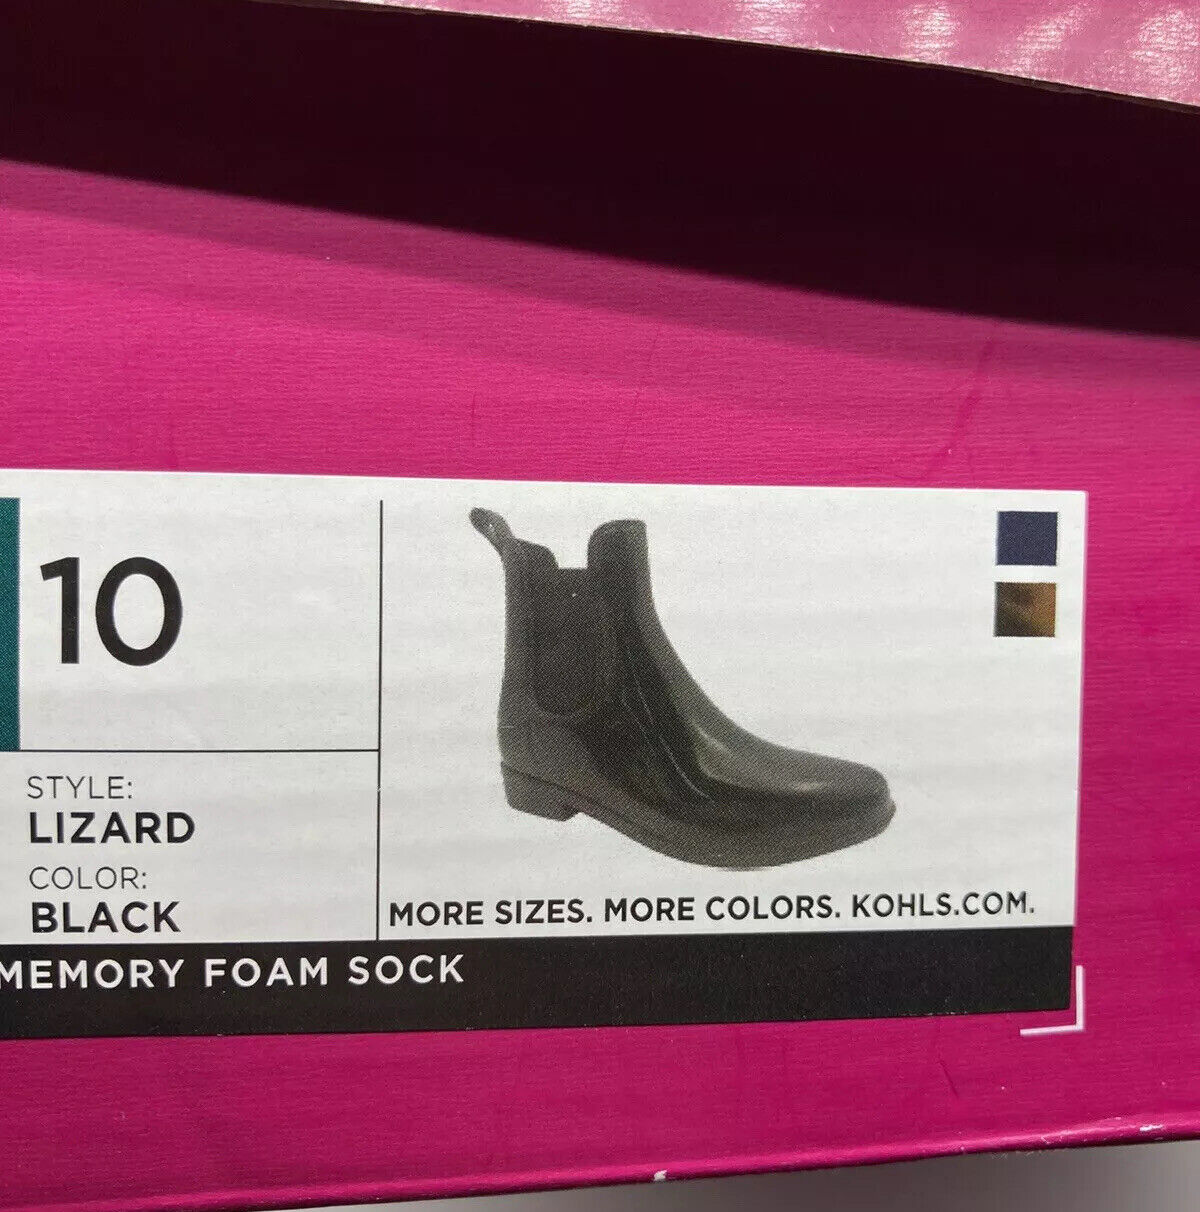 10
STYLE:
LIZARD
COLOR:
BLACK
MORE SIZES. MORE COLORS. KOHLS.COM.
MEMORY FOAM SOCK